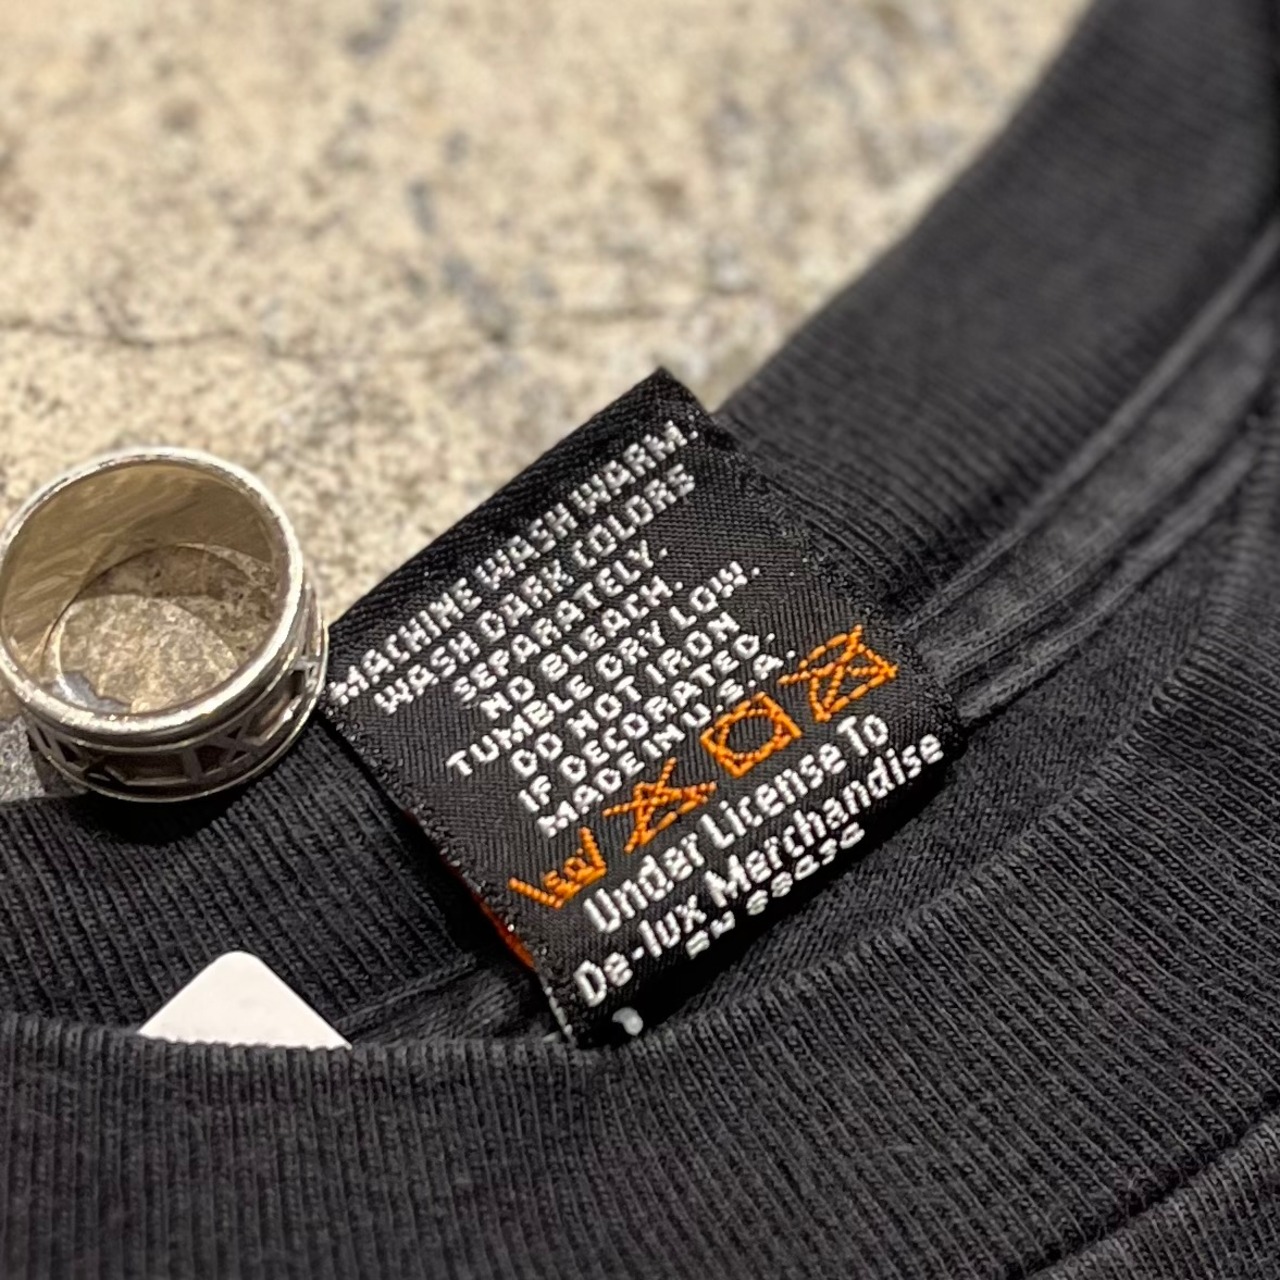 MACHINE WASH WARM.
WASH DARK COLORS
SEPARATELY.
NO BLEACH.
TUMBLE DRY LOW.
DO NOT IRON
IF DECORATED.
MADE IN U.S.A.
Under License To
De-lux Merchandise